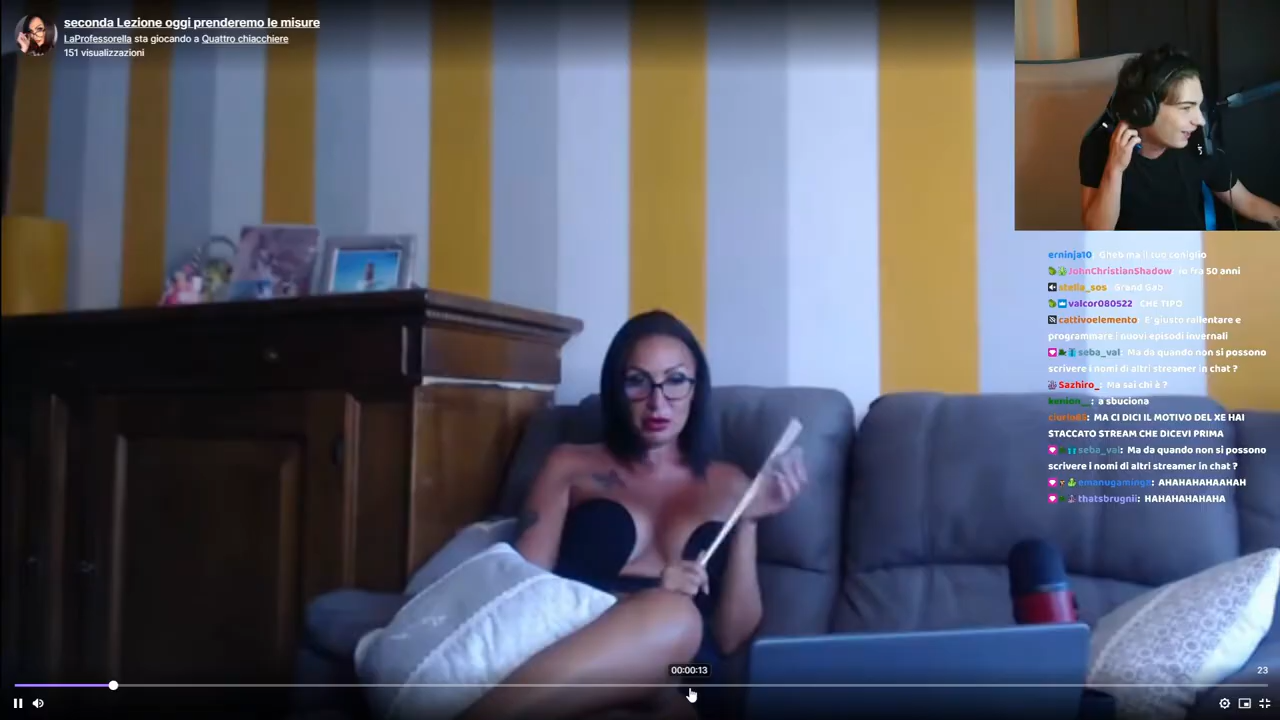 seconda Lezione oggi prenderemo le misure
LaProfessorella sta giocando a Quattro chiacchiere
151 visualizzazioni
erninja10: Gheb ma il tuo coniglio
JohnChristianShadow: io fra 50 anni
stella_sos: Grand Gab
valcor080522: CHE TIPO
cattivoelemento: E' giusto rallentare e
programmare i nuovi episodi invernali
seba_val: Ma da quando non si possono
scrivere i nomi di altri streamer in chat ?
Sazhiro_: Ma sai chi è ?
kenion__: a sbuciona
MA CI DICI IL MOTIVO DEL XE HAI
STACCATO STREAM CHE DICEVI PRIMA
seba_val: Ma da quando non si possono
scrivere i nomi di altri streamer in chat ?
AHAHAHAHAAHAH
thatsbrugnii: HAHAHAHAHAHA
00:00:13
23